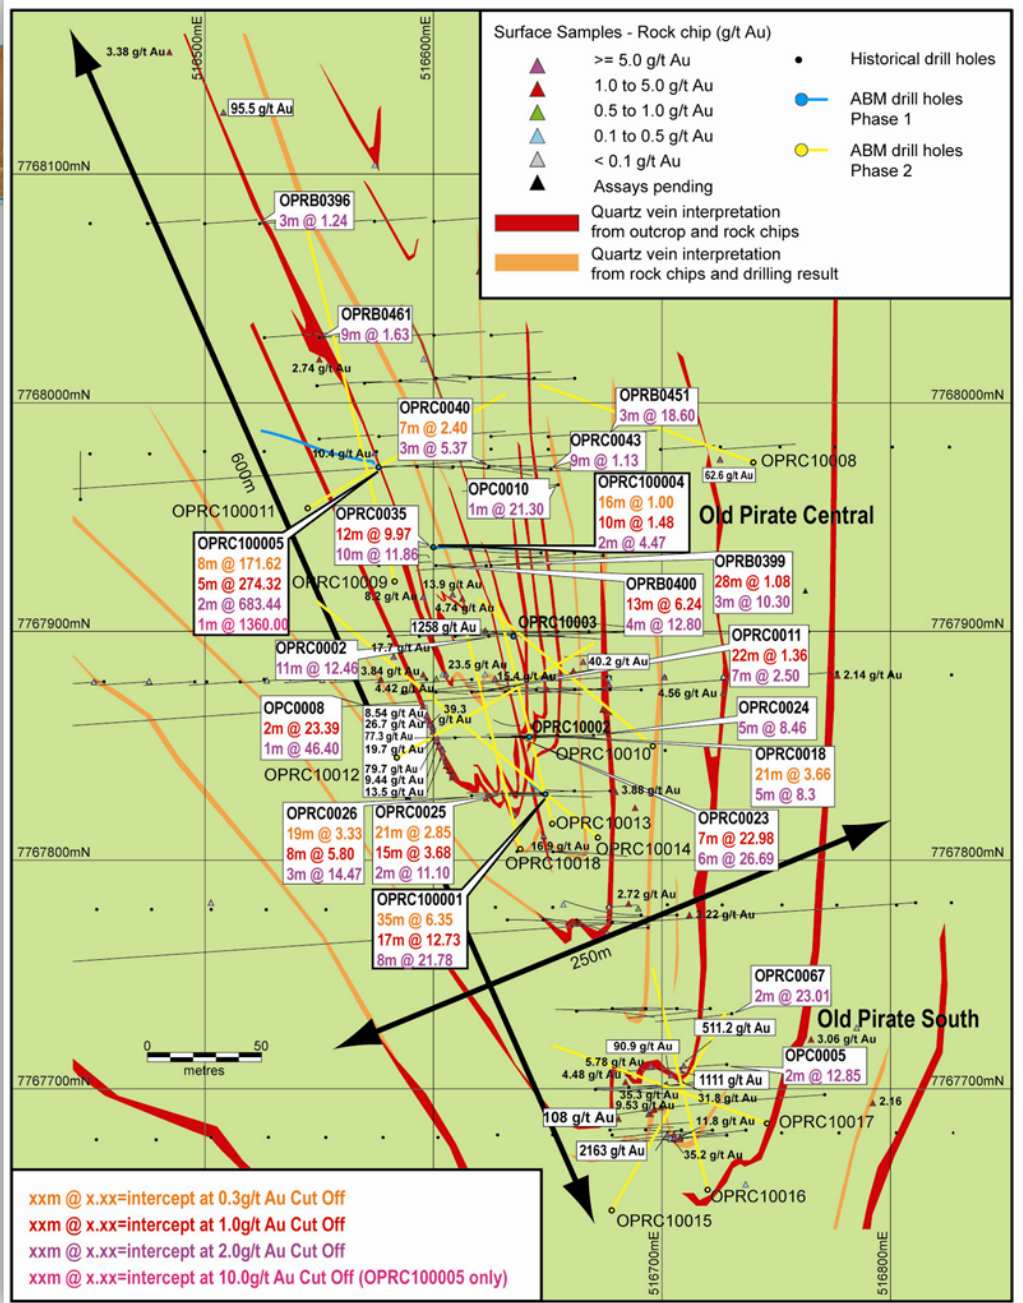 516500mE
516600mE
Surface Samples - Rock chip (g/t Au)
>= 5.0 g/t Au
1.0 to 5.0 g/t Au
0.5 to 1.0 g/t Au
0.1 to 0.5 g/t Au
< 0.1 g/t Au
Assays pending
Quartz vein interpretation
from outcrop and rock chips
Quartz vein interpretation
from rock chips and drilling result
Historical drill holes
ABM drill holes
Phase 1
ABM drill holes
Phase 2
3.38 g/t Au
95.5 g/t Au
7768100mN
OPRB0396
3m @ 1.24
OPRB0461
9m @ 1.63
2.74 g/t Au
7768000mN
7768000mN
OPRC0040
7m @ 2.40
3m @ 5.37
OPRB0451
3m @ 18.60
OPRC0043
9m @ 1.13
10.4 g/t Au
OPRC10008
62.6 g/t Au
600m
OPC0010
1m @ 21.30
OPRC100004
16m @ 1.00
10m @ 1.48
2m @ 4.47
Old Pirate Central
OPRC100011
OPRC0035
12m @ 9.97
10m @ 11.86
OPRC100005
8m @ 171.62
5m @ 274.32
2m @ 683.44
1m @ 1360.00
OPRB0399
28m @ 1.08
3m @ 10.30
OPRC10009
13.9 g/t Au
8.2 g/t Au
4.74 g/t Au
OPRB0400
13m @ 6.24
4m @ 12.80
1258 g/t Au
OPRC10003
7767900mN
7767900mN
OPRC0002
11m @ 12.46
17.7 g/t Au
OPRC0011
22m @ 1.36
7m @ 2.50
40.2 g/t Au
23.5 g/t Au
3.84 g/t Au
15.4 g/t Au
4.42 g/t Au
2.14 g/t Au
4.56 g/t Au
OPC0008
2m @ 23.39
1m @ 46.40
8.54 g/t Au
26.7 g/t Au
77.3 g/t Au
19.7 g/t Au
79.7 g/t Au
9.44 g/t Au
13.5 g/t Au
39.3
g/t Au
OPRC0024
5m @ 8.46
OPRC10002
OPRC10010
OPRC0018
21m @ 3.66
5m @ 8.3
OPRC10012
3.88 g/t Au
OPRC0026
19m @ 3.33
8m @ 5.80
3m @ 14.47
OPRC0025
21m @ 2.85
15m @ 3.68
2m @ 11.10
OPRC10013
OPRC0023
7m @ 22.98
6m @ 26.69
16.9 g/t Au
OPRC10014
OPRC10018
7767800mN
7767800mN
OPRC100001
35m @ 6.35
17m @ 12.73
8m @ 21.78
2.72 g/t Au
3.22 g/t Au
250m
OPRC0067
2m @ 23.01
Old Pirate South
511.2 g/t Au
3.06 g/t Au
90.9 g/t Au
5.78 g/t Au
4.48 g/t Au
OPC0005
2m @ 12.85
1111 g/t Au
0
50
metres
7767700mN
7767700mN
35.3 g/t Au
31.8 g/t Au
9.53 g/t Au
2.16
108 g/t Au
11.8 g/t Au
OPRC10017
2163 g/t Au
35.2 g/t Au
OPRC10016
OPRC10015
xxm @ x.xx=intercept at 0.3g/t Au Cut Off
xxm @ x.xx=intercept at 1.0g/t Au Cut Off
xxm @ x.xx=intercept at 2.0g/t Au Cut Off
xxm @ x.xx=intercept at 10.0g/t Au Cut Off (OPRC100005 only)
516700mE
516800mE